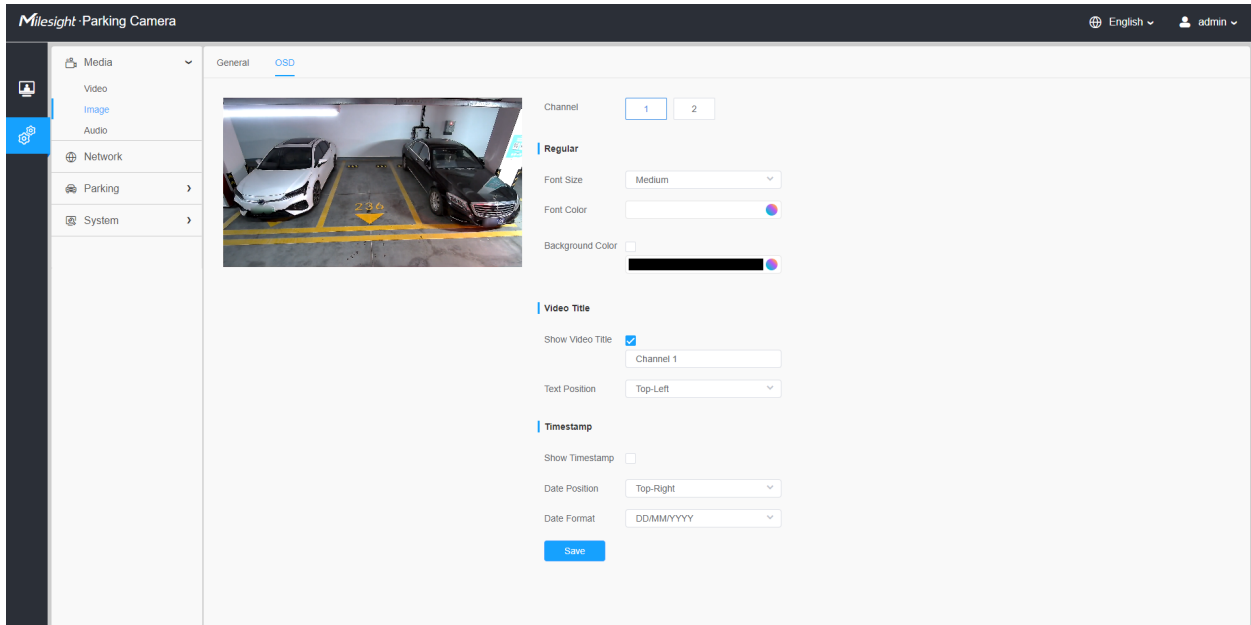 Milesight·Parking Camera
English
admin
Media
Video
Image
Audio
Network
Parking
System
General
OSD
236
Channel
1
2
Regular
Font Size
Medium
Font Color
Background Color
Video Title
Show Video Title
Channel 1
Text Position
Top-Left
Timestamp
Show Timestamp
Date Position
Top-Right
Date Format
DD/MM/YYYY
Save